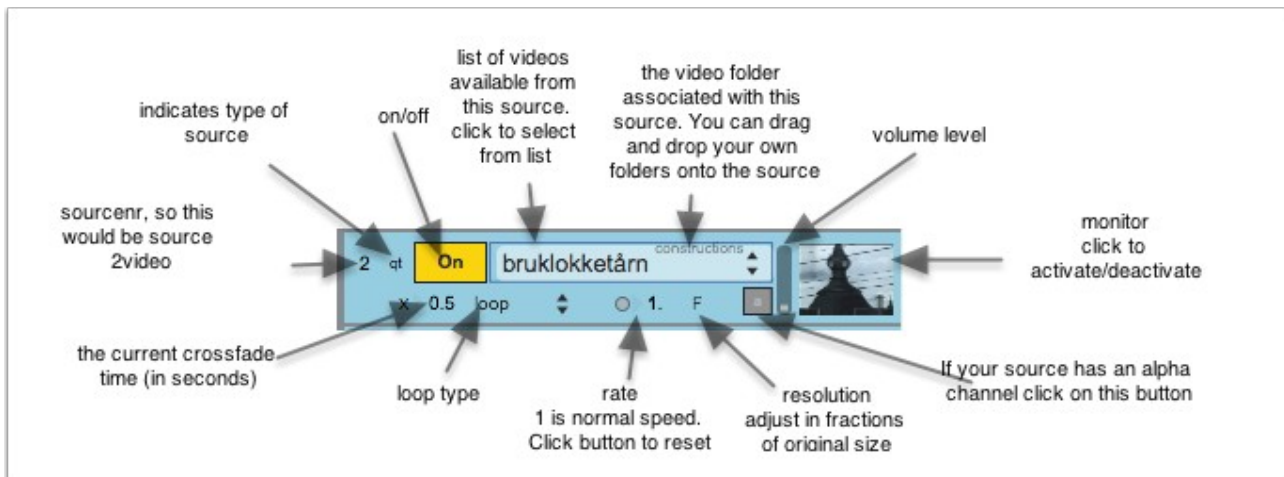 list of videos
available from
this source.
click to select
from list
the video folder
associated with this
source. You can drag
and drop your own
folders onto the source
indicates type of
source
on/off
volume level
sourcenr, so this
would be source
2video
monitor
click to
activate/deactivate
2 qt On bruklokketårn constructions
x 0.5 loop 1. F a
the current crossfade
time (in seconds)
loop type
rate
1 is normal speed.
Click button to reset
resolution
adjust in fractions
of original size
If your source has an alpha
channel click on this button